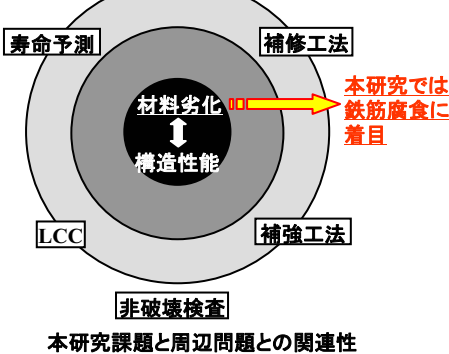 寿命予測
補修工法
材料劣化
構造性能
本研究では
鉄筋腐食に
着目
LCC
補強工法
非破壊検査
本研究課題と周辺問題との関連性